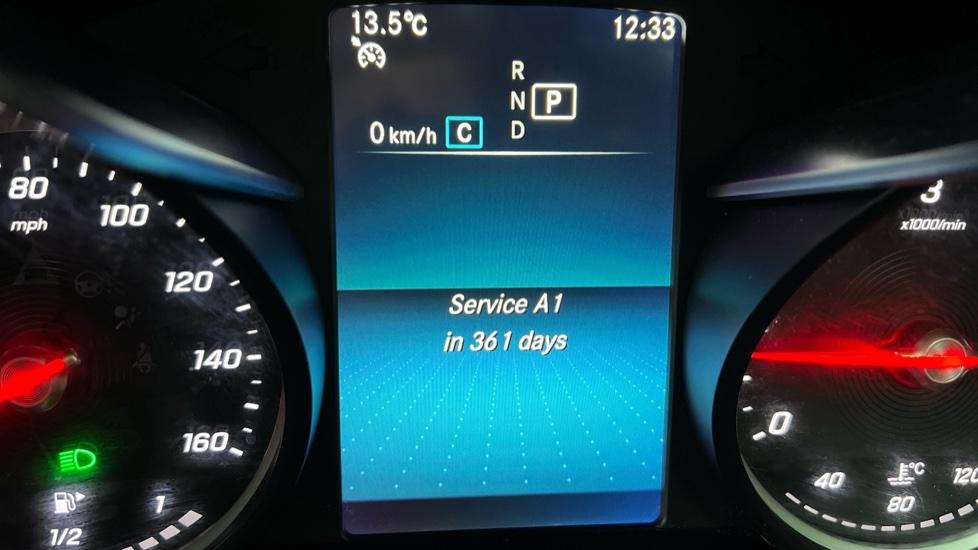 13.5°C 12:33
R
N P
0 km/h C D
80
mph
100
120
140
160
1/2
1
Service A1
in 361 days
3
x1000/min
0
40
°C
80
120